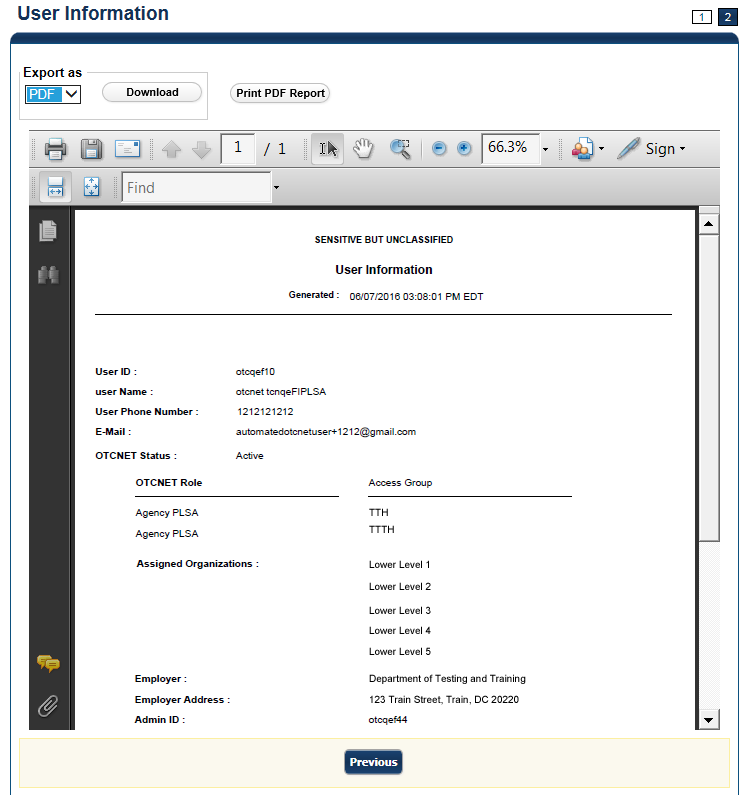 User Information
1 2
Export as
PDF Download Print PDF Report
1 / 1 66.3% Sign
Find
SENSITIVE BUT UNCLASSIFIED
User Information
Generated : 06/07/2016 03:08:01 PM EDT
User ID : otcqef10
user Name : otcnet tcnqeFIPLSA
User Phone Number : 1212121212
E-Mail : automatedotcnetuser+1212@gmail.com
OTCNET Status : Active
OTCNET Role Access Group
Agency PLSA TTH
Agency PLSA TTTH
Assigned Organizations : Lower Level 1
Lower Level 2
Lower Level 3
Lower Level 4
Lower Level 5
Employer : Department of Testing and Training
Employer Address : 123 Train Street, Train, DC 20220
Admin ID : otcqef44
Previous